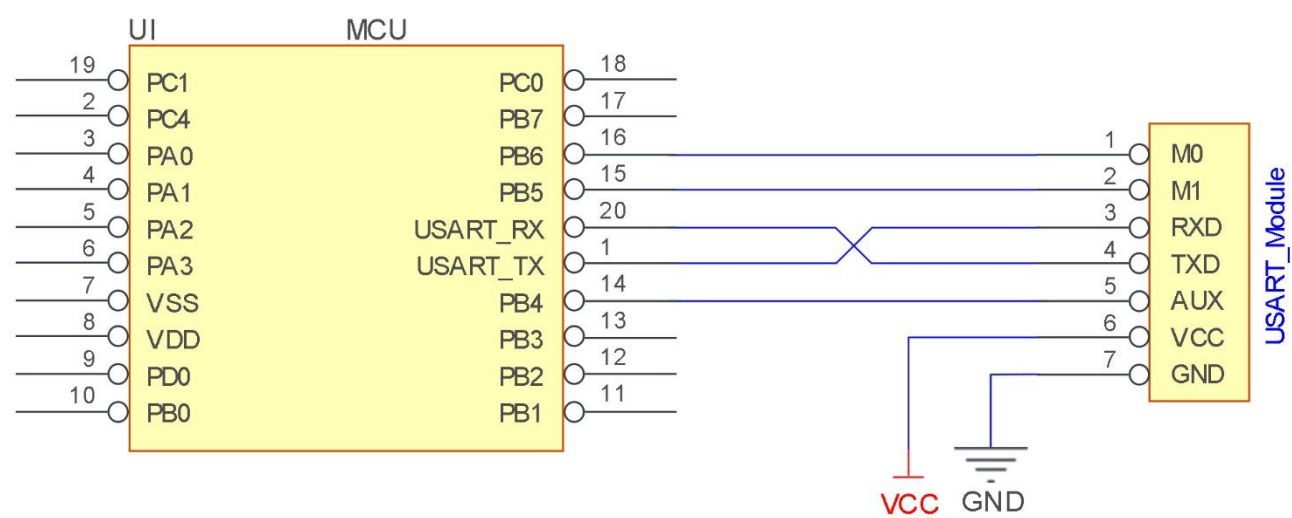 UI MCU
19 PC1 PC0 18
2 PC4 PB7 17
3 PA0 PB6 16 1 M0
4 PA1 PB5 15 2 M1
5 PA2 USART_RX 20 3 RXD
6 PA3 USART_TX 1 4 TXD
7 VSS PB4 14 5 AUX
8 VDD PB3 13 6 VCC
9 PD0 PB2 12 7 GND
10 PB0 PB1 11
USART_Module
VCC GND